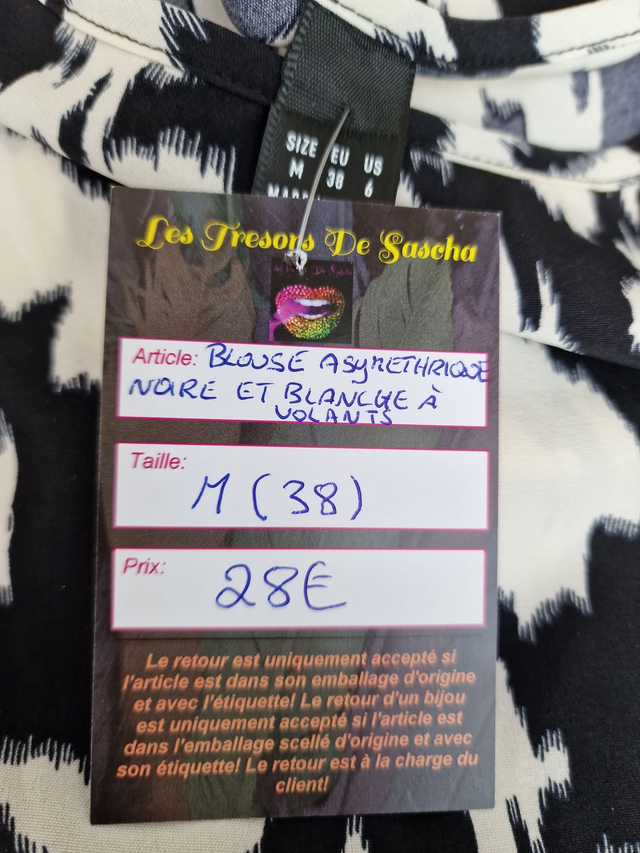 SIZE EU US
M 38 6
Les Tresors De Sascha
Article: BLOUSE ASYMETHRIQUE
NOIRE ET BLANCHE À
VOLANTS
Taille:
M (38)
Prix:
28€
Le retour est uniquement accepté si
l'article est dans son emballage d'origine
et avec l'étiquette! Le retour d'un bijou
est uniquement accepté si l'article est
dans l'emballage scellé d'origine et avec
son étiquette! Le retour est à la charge du
client!